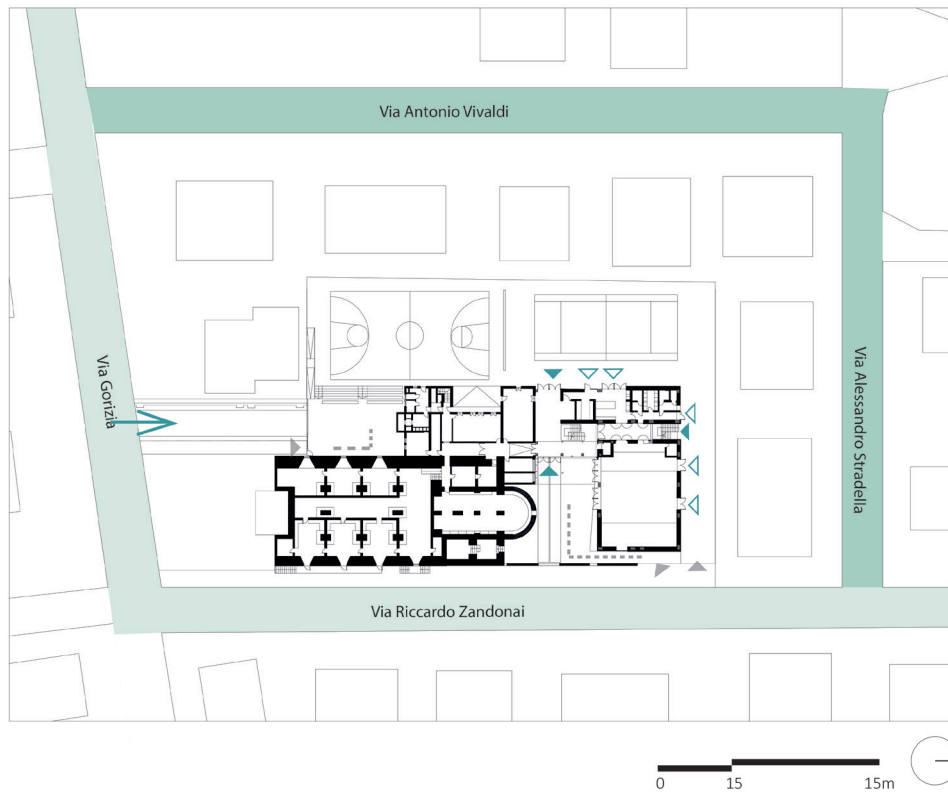 Via Antonio Vivaldi
Via Gorizia
Via Alessandro Stradella
Via Riccardo Zandonai
0 15 15m